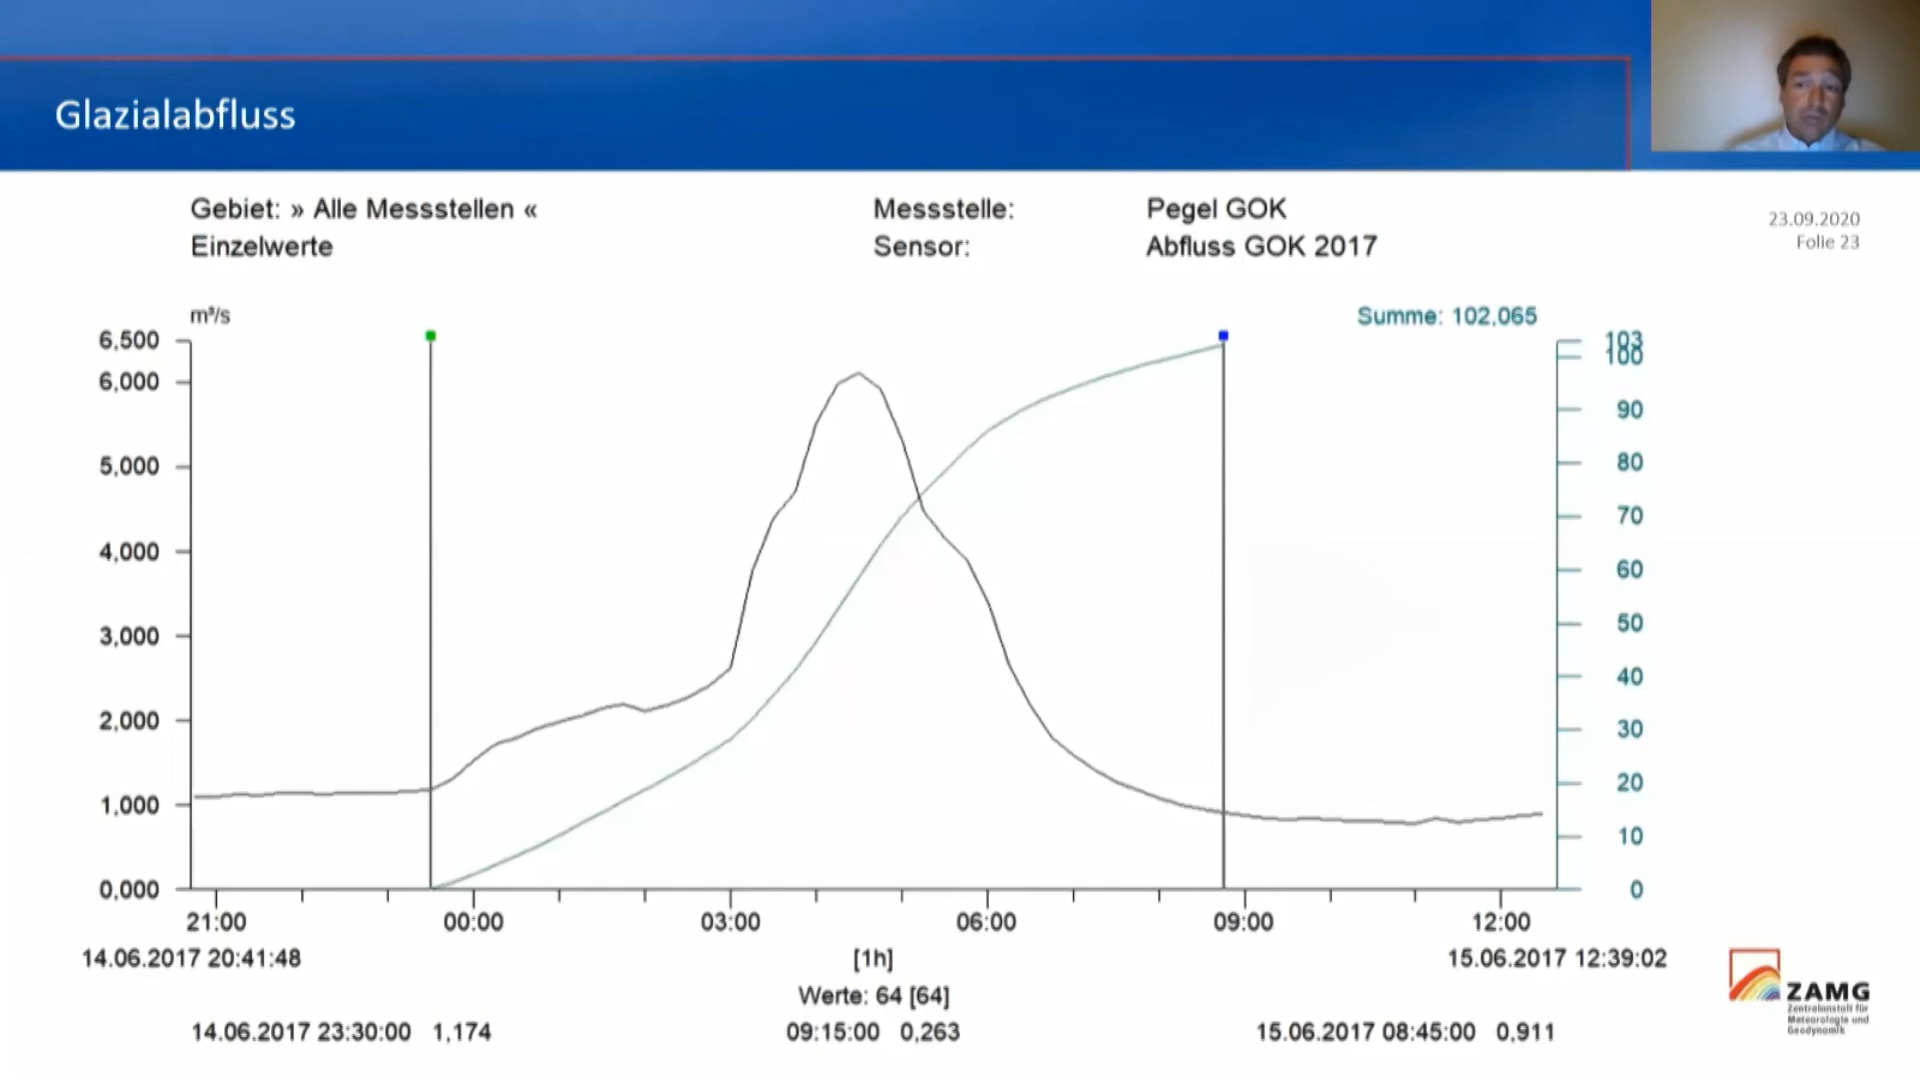 Glazialabfluss
Gebiet: » Alle Messstellen «
Messstelle:
Pegel GOK
Einzelwerte
Sensor:
Abfluss GOK 2017
23.09.2020
Folie 23
m³/s
Summe: 102,065
6,500
6,000
5,000
4,000
3,000
2,000
1,000
0,000
103
100
90
80
70
60
50
40
30
20
10
0
21:00 00:00 03:00 06:00 09:00 12:00
14.06.2017 20:41:48 [1h] 15.06.2017 12:39:02
Werte: 64 [64]
14.06.2017 23:30:00 1,174 09:15:00 0,263 15.06.2017 08:45:00 0,911
ZAMG
Zentralanstalt für
Meteorologie und
Geodynamik